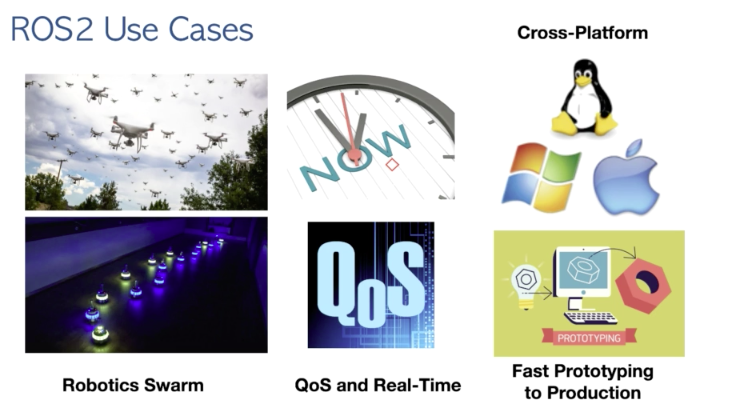 ROS2 Use Cases
Cross-Platform
NOW
QoS
PROTOTYPING
Robotics Swarm
QoS and Real-Time
Fast Prototyping
to Production